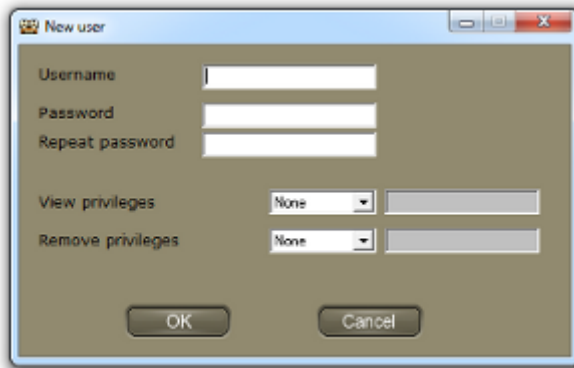 New user
Username
Password
Repeat password
View privileges None
Remove privileges None
OK Cancel